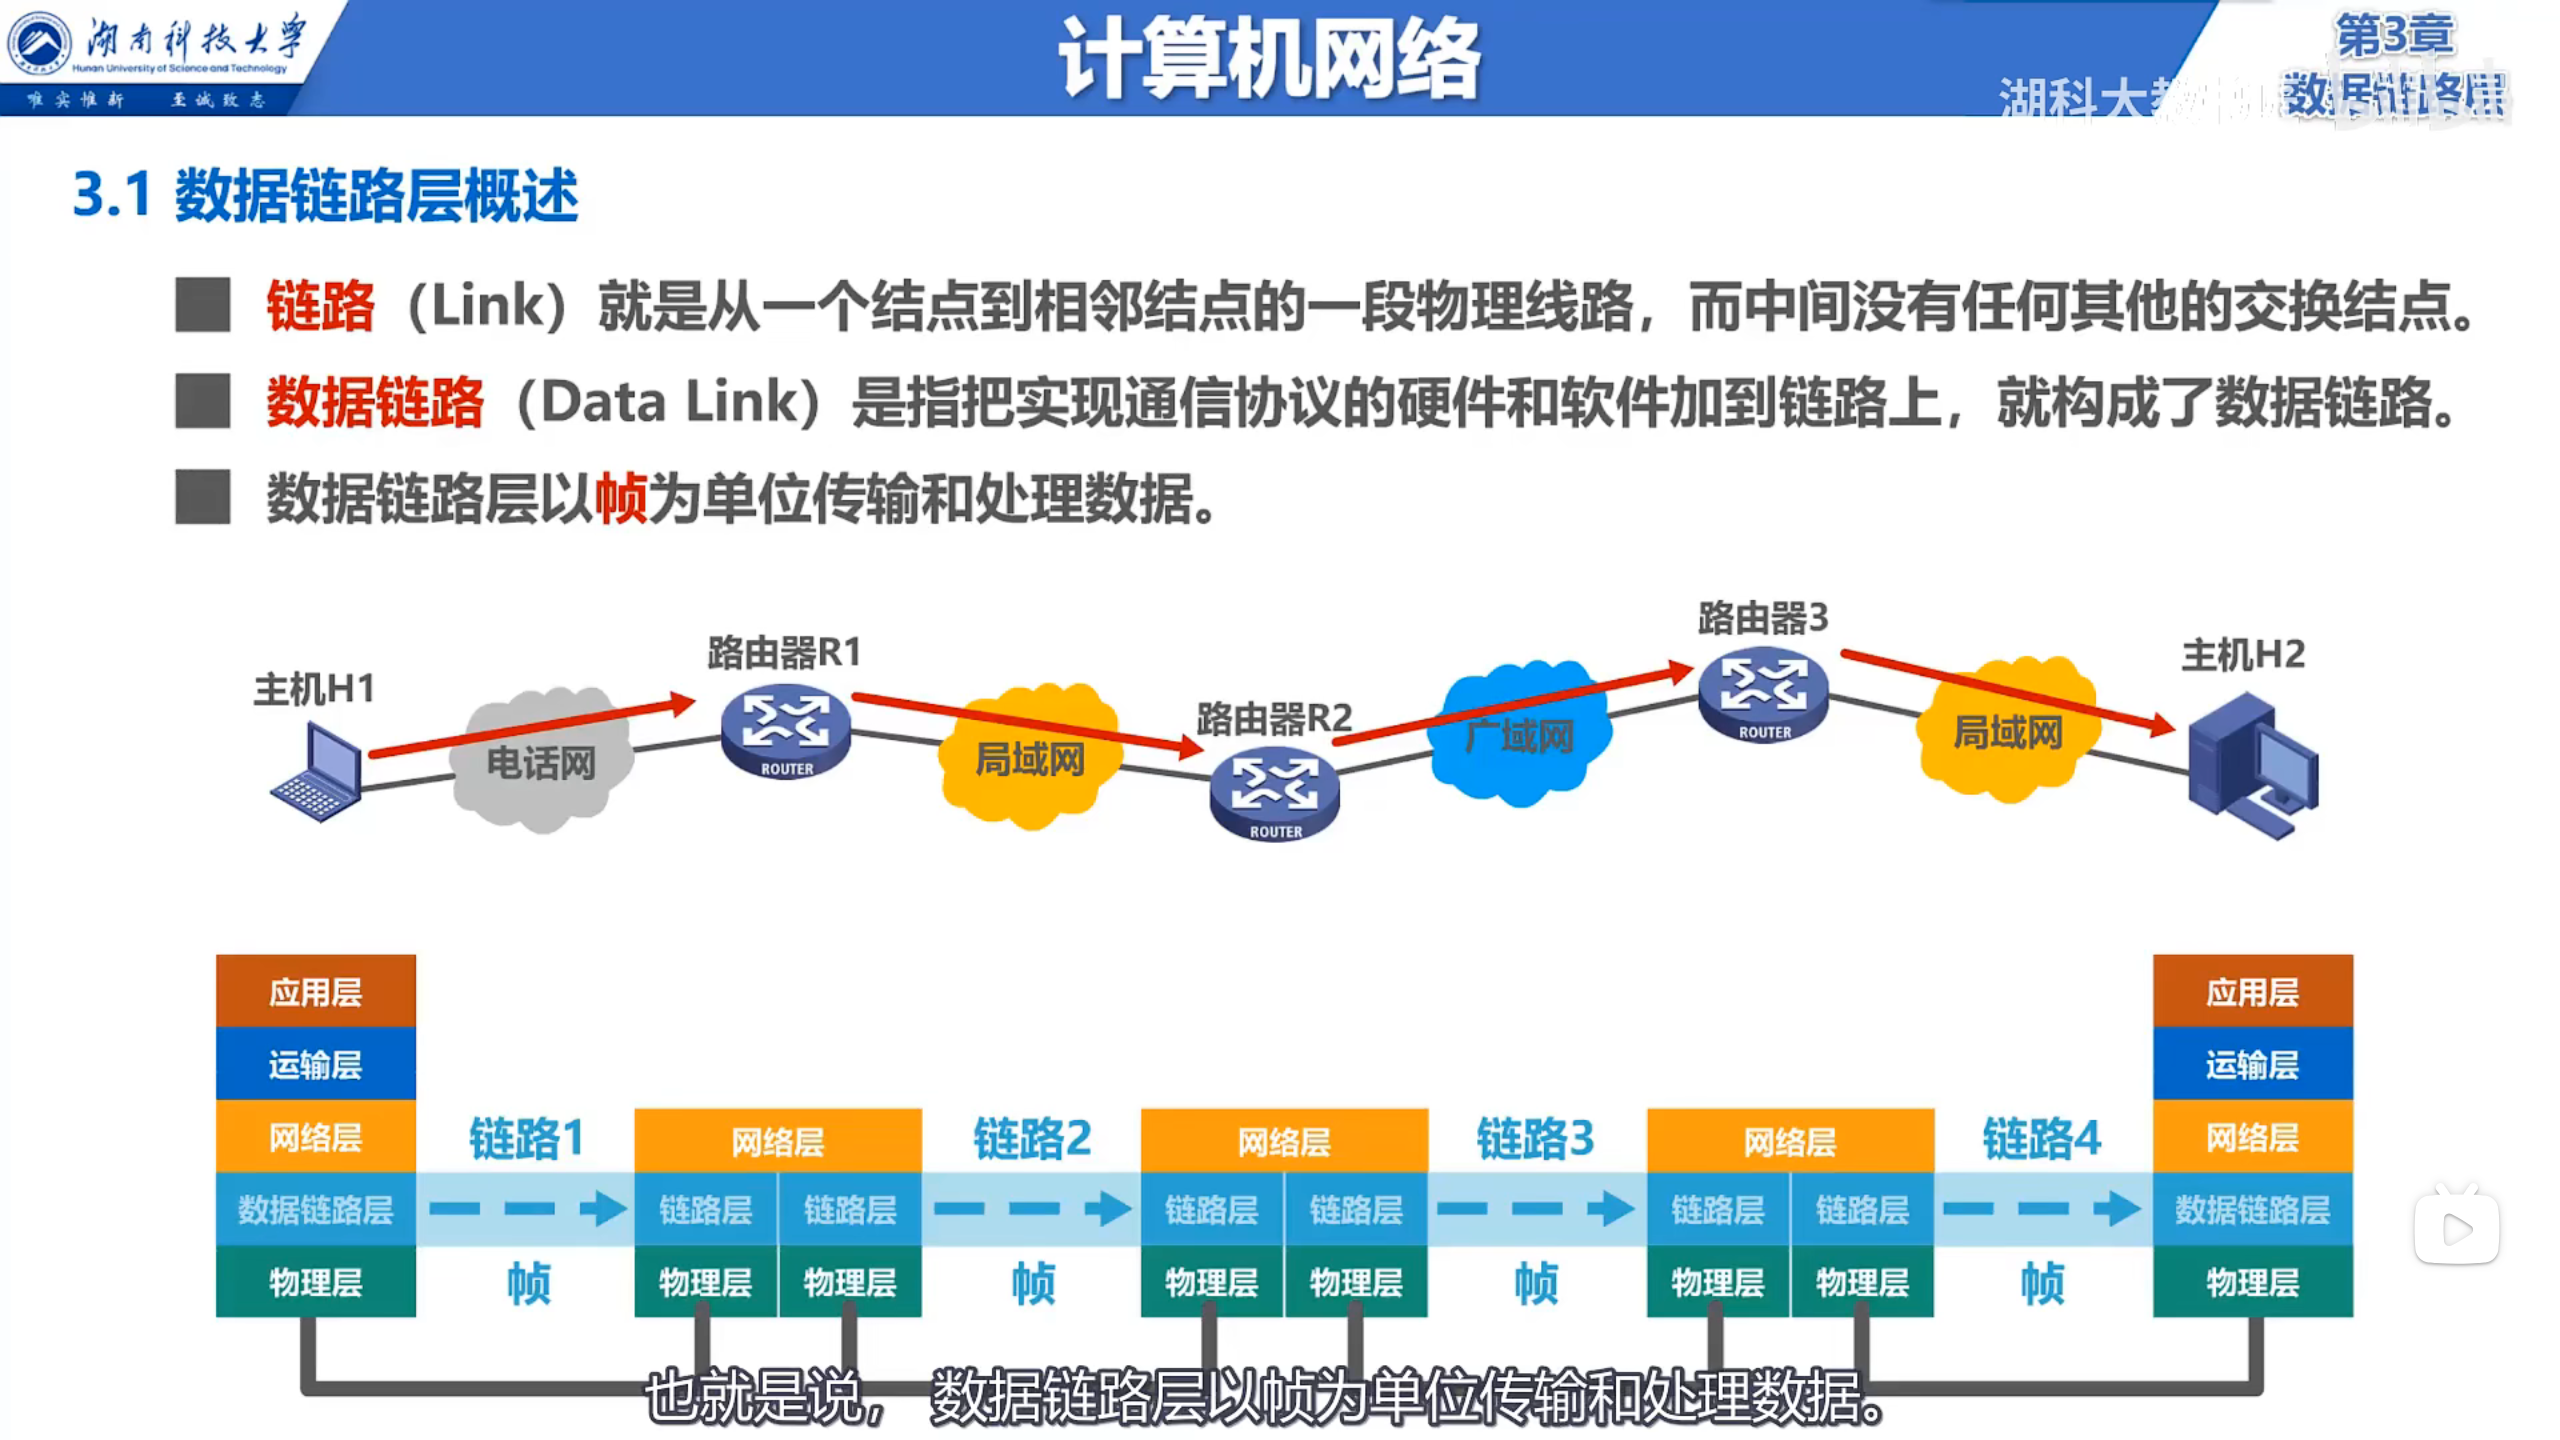 湖南科技大学
Hunan University of Science and Technology
唯实惟新 至诚致志
计算机网络
第3章
数据链路层
湖科大教书匠
3.1 数据链路层概述
链路（Link）就是从一个结点到相邻结点的一段物理线路，而中间没有任何其他的交换结点。
数据链路（Data Link）是指把实现通信协议的硬件和软件加到链路上，就构成了数据链路。
数据链路层以帧为单位传输和处理数据。
主机H1
电话网
路由器R1
ROUTER
局域网
路由器R2
ROUTER
广域网
路由器3
ROUTER
局域网
主机H2
应用层 应用层
运输层 运输层
网络层 链路1 网络层 链路2 网络层 链路3 网络层 链路4 网络层
数据链路层 链路层 链路层 链路层 链路层 链路层 链路层 数据链路层
物理层 帧 物理层 物理层 帧 物理层 物理层 帧 物理层 物理层 帧 物理层
也就是说，数据链路层以帧为单位传输和处理数据。